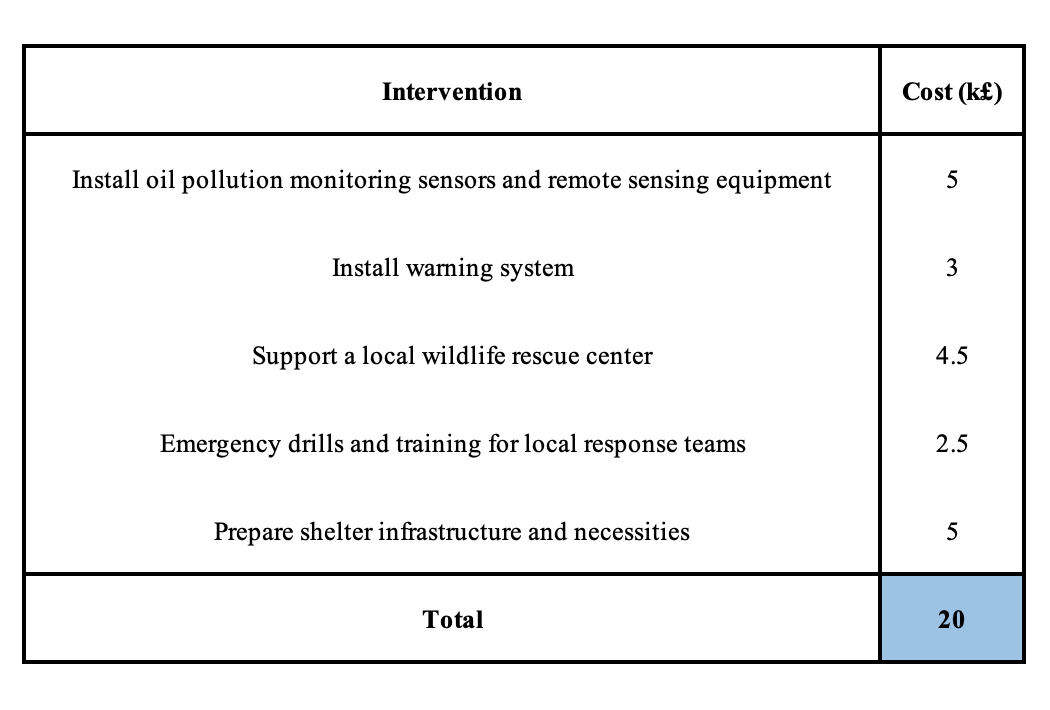 Intervention Cost (k£)
Install oil pollution monitoring sensors and remote sensing equipment 5
Install warning system 3
Support a local wildlife rescue center 4.5
Emergency drills and training for local response teams 2.5
Prepare shelter infrastructure and necessities 5
Total 20